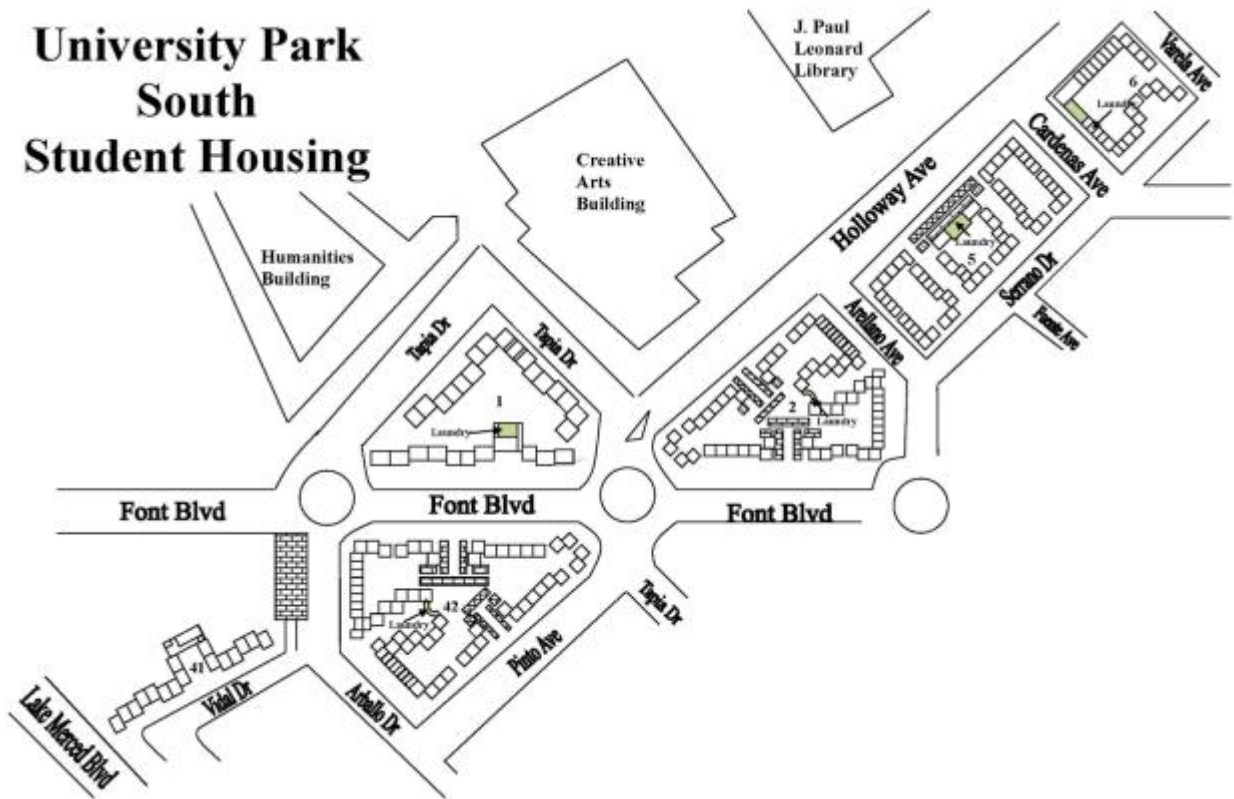 University Park
South
Student Housing
J. Paul
Leonard
Library
Varela Ave
6
Laundry
Cardenas Ave
Creative
Arts
Building
Holloway Ave
Humanities
Building
Laundry
5
Serrano Dr
Fuente Ave
Tapia Dr
Tapia Dr
Arellano Ave
1
Laundry
2
Laundry
Font Blvd
Font Blvd
Font Blvd
42
Laundry
Tapia Dr
Pinto Ave
41
Vidal Dr
Arballo Dr
Lake Merced Blvd